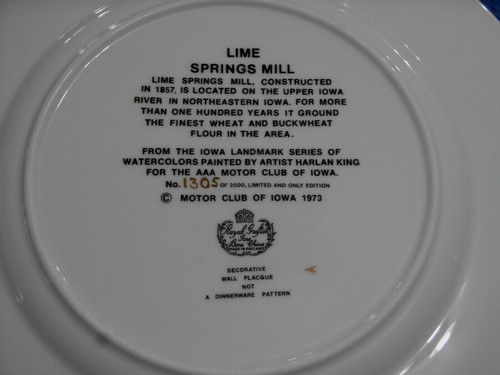 LIME
SPRINGS MILL
LIME SPRINGS MILL, CONSTRUCTED
IN 1857, IS LOCATED ON THE UPPER IOWA
RIVER IN NORTHEASTERN IOWA. FOR MORE
THAN ONE HUNDRED YEARS IT GROUND
THE FINEST WHEAT AND BUCKWHEAT
FLOUR IN THE AREA.
FROM THE IOWA LANDMARK SERIES OF
WATERCOLORS PAINTED BY ARTIST HARLAN KING
FOR THE AAA MOTOR CLUB OF IOWA.
No. 1305 OF 2500, LIMITED AND ONLY EDITION
© MOTOR CLUB OF IOWA 1973
Royal Grafton
Fine
Bone China
MADE IN ENGLAND
DECORATIVE
WALL PLACQUE
NOT
A DINNERWARE PATTERN